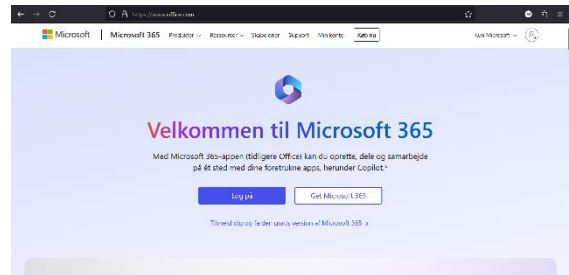 https://www.office.com
Microsoft
Microsoft 365
Produkter
Ressourcer
Skabeloner
Support
Min konto
Køb nu
Kun Microsoft
Velkommen til Microsoft 365
Med Microsoft 365-appen (tidligere Office) kan du oprette, dele og samarbejde
på ét sted med dine foretrukne apps, herunder Copilot.*
Log på
Get Microsoft 365
Tilmeld dig og få den gratis version af Microsoft 365 >